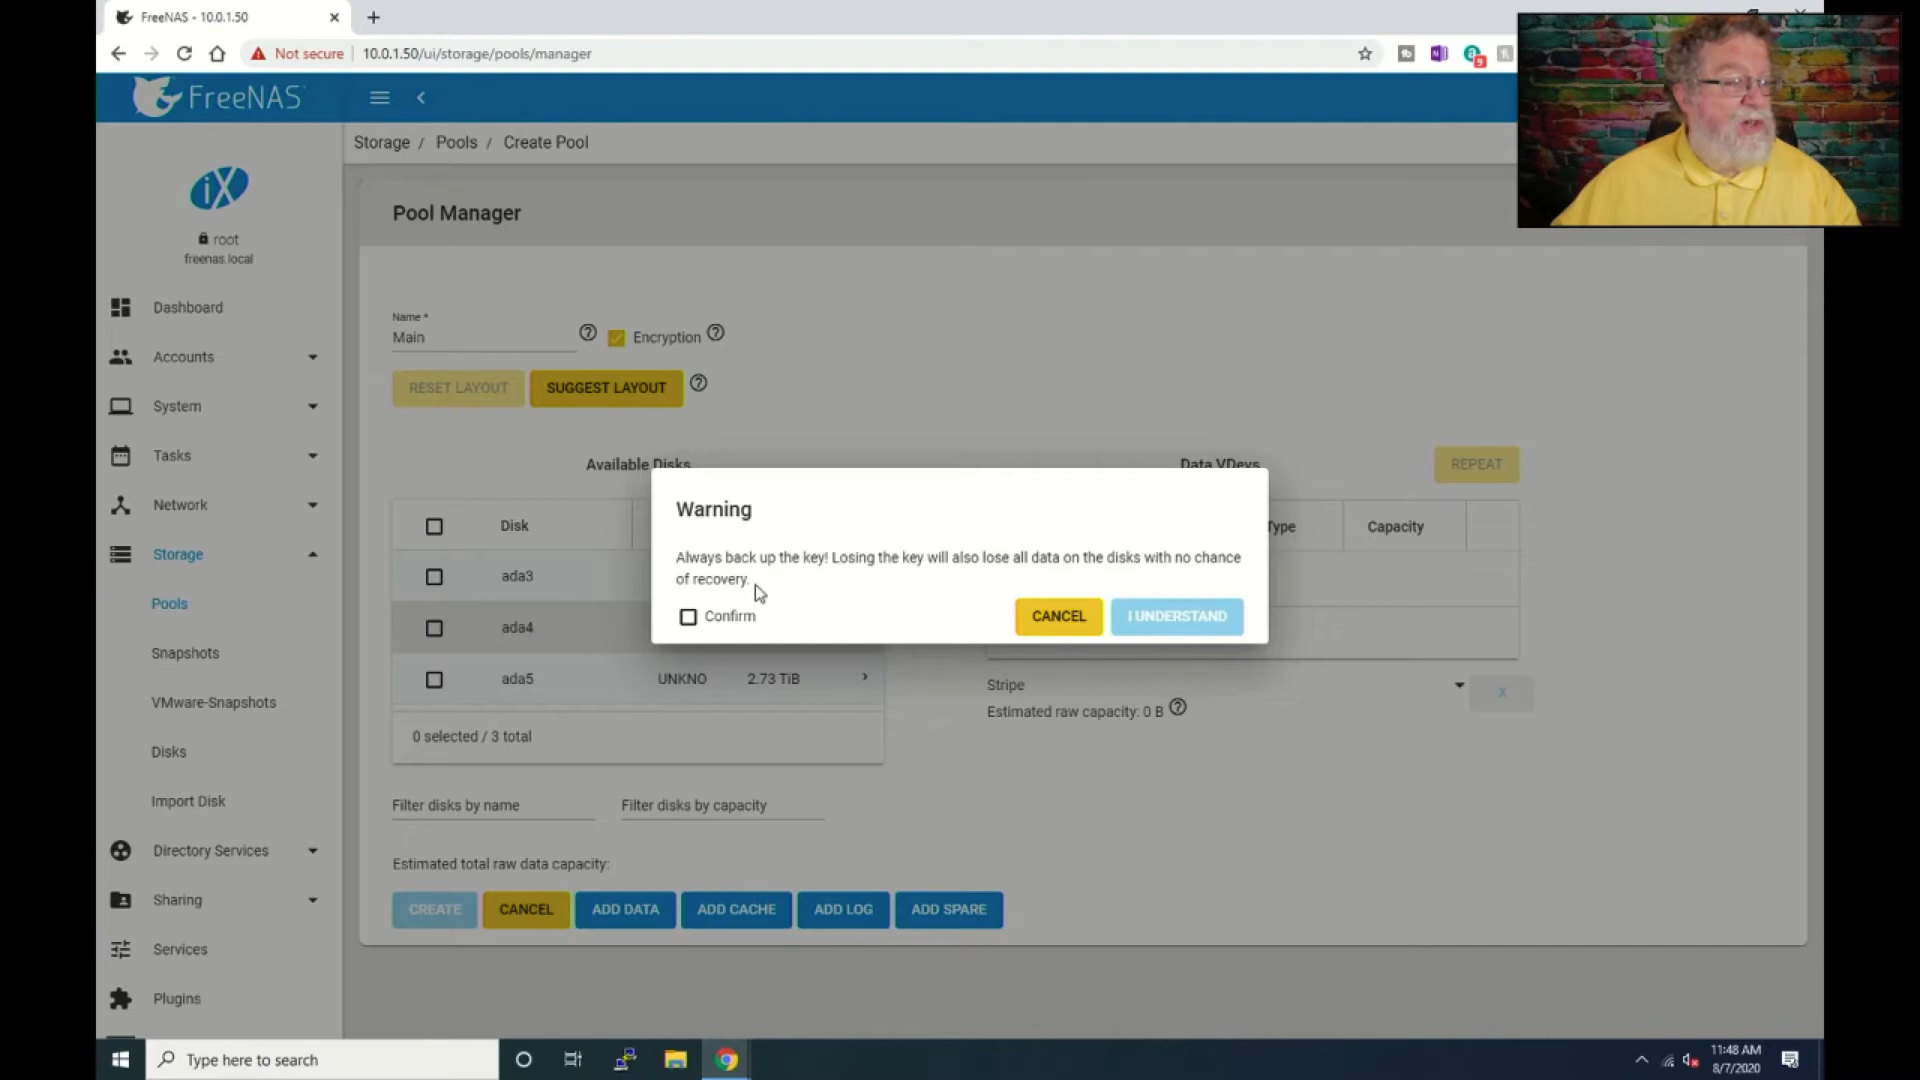 FreeNAS - 10.0.1.50
Not secure
10.0.1.50/ui/storage/pools/manager
9
FreeNAS
Storage / Pools / Create Pool
iX
root
freenas.local
Dashboard
Accounts
System
Tasks
Network
Storage
Pools
Snapshots
VMware-Snapshots
Disks
Import Disk
Directory Services
Sharing
Services
Plugins
Pool Manager
Name *
Main
Encryption
RESET LAYOUT
SUGGEST LAYOUT
Available Disks
Data VDevs
REPEAT
Disk
Type
Capacity
ada3
ada4
ada5 UNKNO 2.73 TiB
0 selected / 3 total
Stripe
X
Estimated raw capacity: 0 B
Filter disks by name
Filter disks by capacity
Estimated total raw data capacity:
CREATE
CANCEL
ADD DATA
ADD CACHE
ADD LOG
ADD SPARE
Warning
Always back up the key! Losing the key will also lose all data on the disks with no chance
of recovery.
Confirm
CANCEL
I UNDERSTAND
Type here to search
11:48 AM
8/7/2020